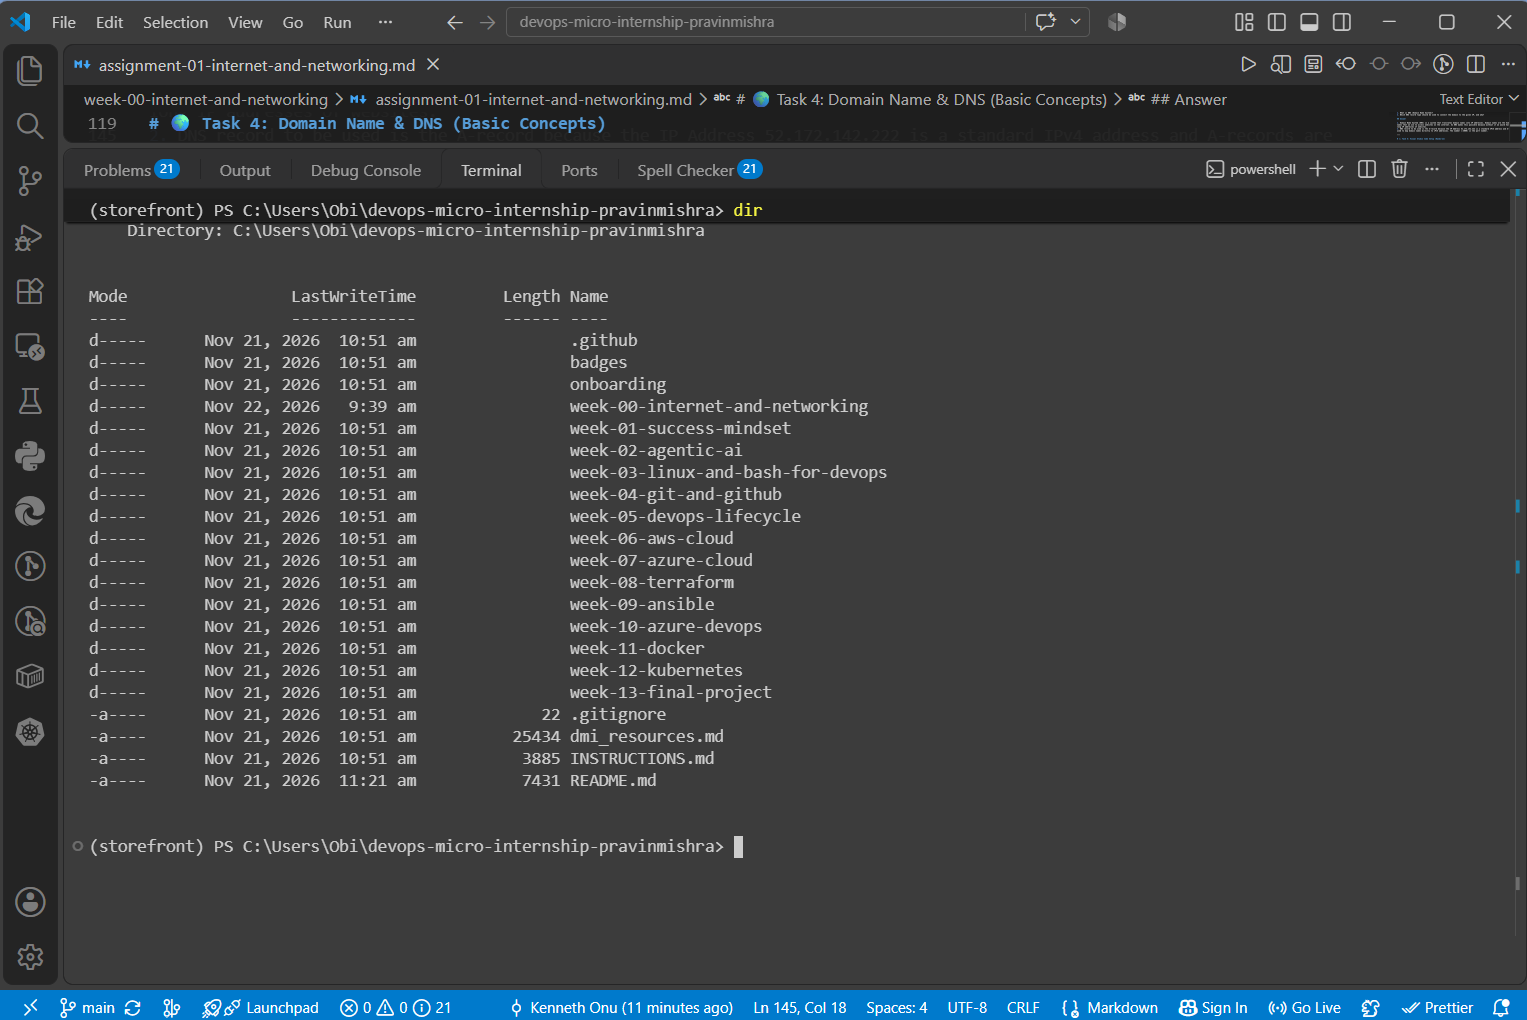 File Edit Selection View Go Run ··· devops-micro-internship-pravinmishra
assignment-01-internet-and-networking.md
week-00-internet-and-networking > assignment-01-internet-and-networking.md > abc # 🌍 Task 4: Domain Name & DNS (Basic Concepts) > abc ## Answer Text Editor
119 # 🌍 Task 4: Domain Name & DNS (Basic Concepts)
Problems 21 Output Debug Console Terminal Ports Spell Checker 21 powershell
(storefront) PS C:\Users\Obi\devops-micro-internship-pravinmishra> dir
Directory: C:\Users\Obi\devops-micro-internship-pravinmishra
Mode LastWriteTime Length Name
---- ------------- ------ ----
d----- Nov 21, 2026 10:51 am .github
d----- Nov 21, 2026 10:51 am badges
d----- Nov 21, 2026 10:51 am onboarding
d----- Nov 22, 2026 9:39 am week-00-internet-and-networking
d----- Nov 21, 2026 10:51 am week-01-success-mindset
d----- Nov 21, 2026 10:51 am week-02-agentic-ai
d----- Nov 21, 2026 10:51 am week-03-linux-and-bash-for-devops
d----- Nov 21, 2026 10:51 am week-04-git-and-github
d----- Nov 21, 2026 10:51 am week-05-devops-lifecycle
d----- Nov 21, 2026 10:51 am week-06-aws-cloud
d----- Nov 21, 2026 10:51 am week-07-azure-cloud
d----- Nov 21, 2026 10:51 am week-08-terraform
d----- Nov 21, 2026 10:51 am week-09-ansible
d----- Nov 21, 2026 10:51 am week-10-azure-devops
d----- Nov 21, 2026 10:51 am week-11-docker
d----- Nov 21, 2026 10:51 am week-12-kubernetes
d----- Nov 21, 2026 10:51 am week-13-final-project
-a---- Nov 21, 2026 10:51 am 22 .gitignore
-a---- Nov 21, 2026 10:51 am 25434 dmi_resources.md
-a---- Nov 21, 2026 10:51 am 3885 INSTRUCTIONS.md
-a---- Nov 21, 2026 11:21 am 7431 README.md
(storefront) PS C:\Users\Obi\devops-micro-internship-pravinmishra>
main Launchpad 0 0 21 Kenneth Onu (11 minutes ago) Ln 145, Col 18 Spaces: 4 UTF-8 CRLF {} Markdown Sign In Go Live Prettier